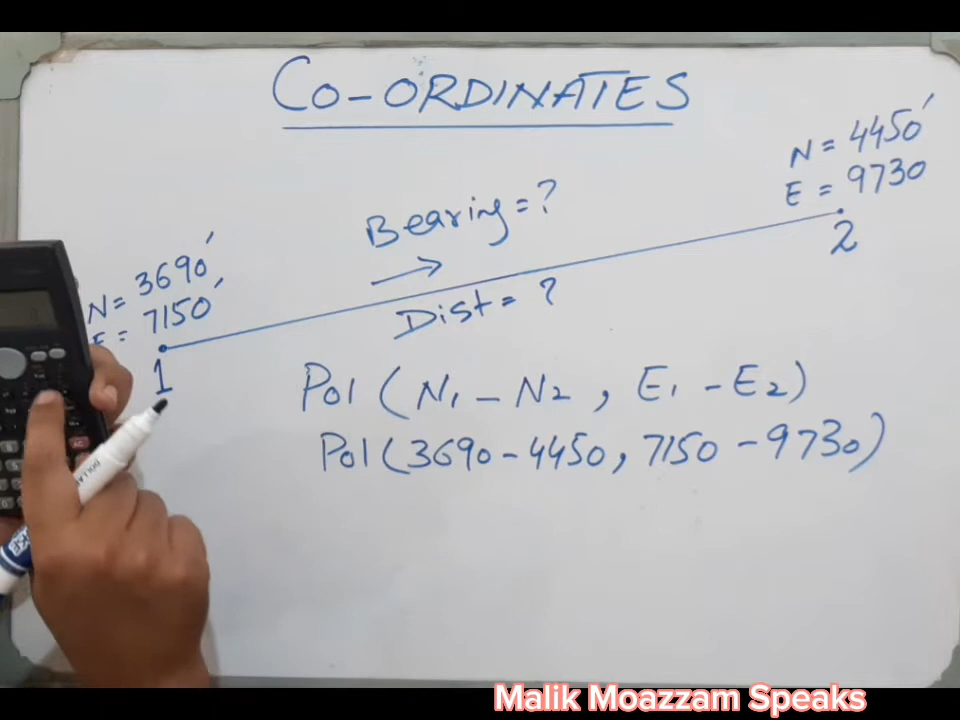 CO-ORDINATES
N = 4450'
E = 9730
Bearing = ?
N = 3690'
E = 7150'
Dist = ?
1
2
Pol (N1 - N2, E1 - E2)
Pol(3690 - 4450, 7150 - 9730)
Malik Moazzam Speaks